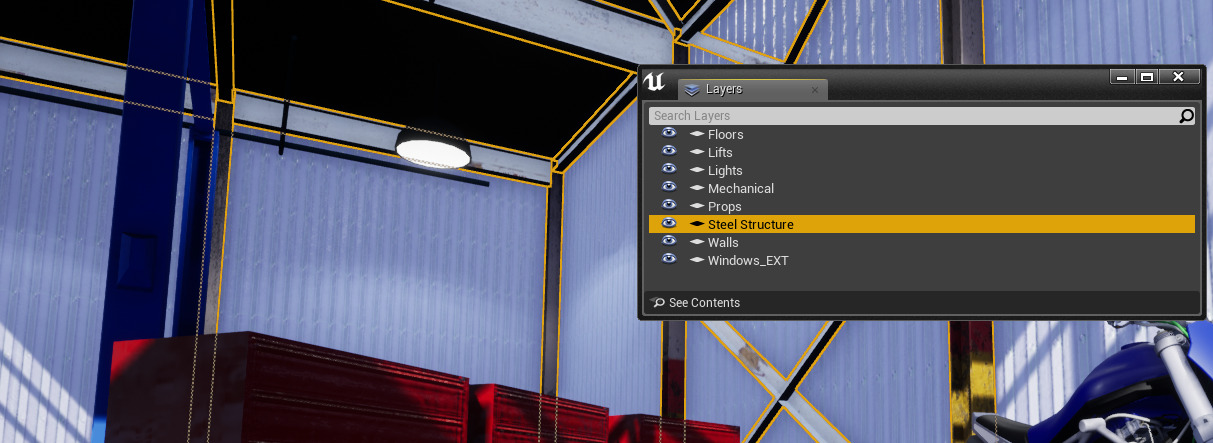 Layers
Search Layers
Floors
Lifts
Lights
Mechanical
Props
Steel Structure
Walls
Windows_EXT
See Contents